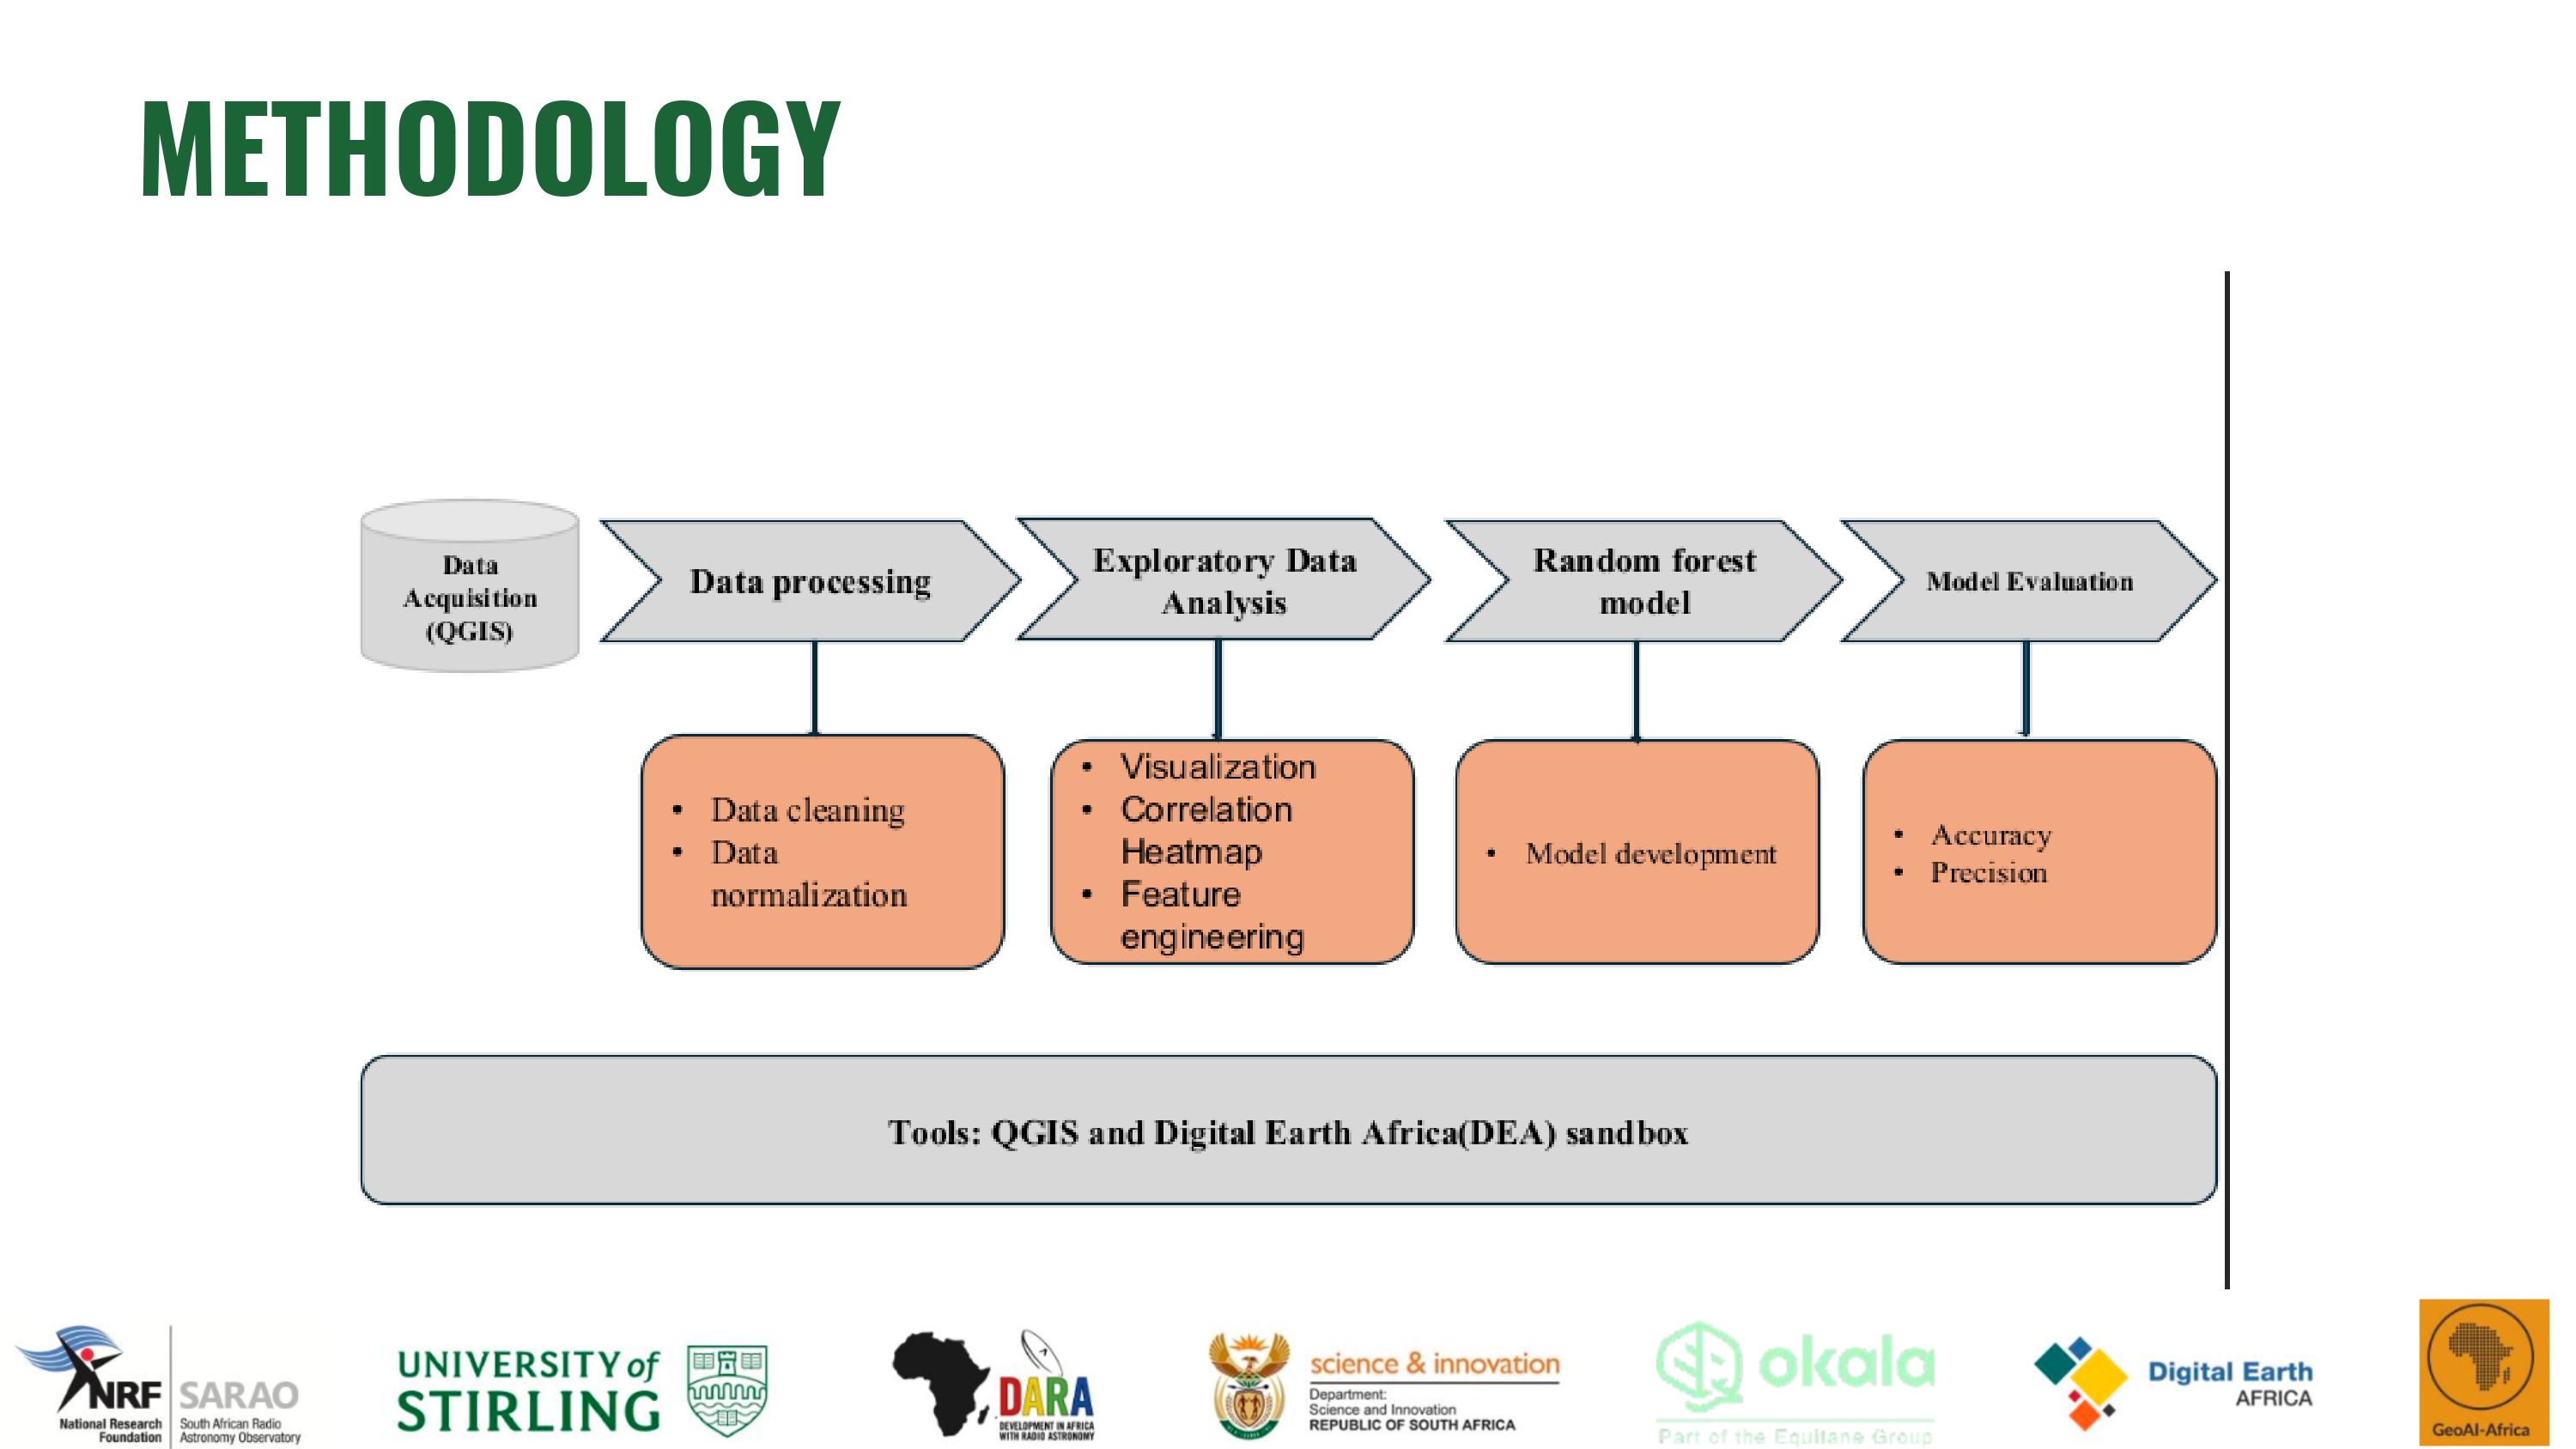 METHODOLOGY
Data
Acquisition
(QGIS)
Data processing
Exploratory Data
Analysis
Random forest
model
Model Evaluation
• Data cleaning
• Data
normalization
• Visualization
• Correlation
Heatmap
• Feature
engineering
• Model development
• Accuracy
• Precision
Tools: QGIS and Digital Earth Africa(DEA) sandbox
NRF
National Research
Foundation
SARAO
South African Radio
Astronomy Observatory
UNIVERSITY of
STIRLING
DARA
DEVELOPMENT IN AFRICA
WITH RADIO ASTRONOMY
science & innovation
Department:
Science and Innovation
REPUBLIC OF SOUTH AFRICA
okala
Part of the Equitane Group
Digital Earth
AFRICA
GeoAI-Africa